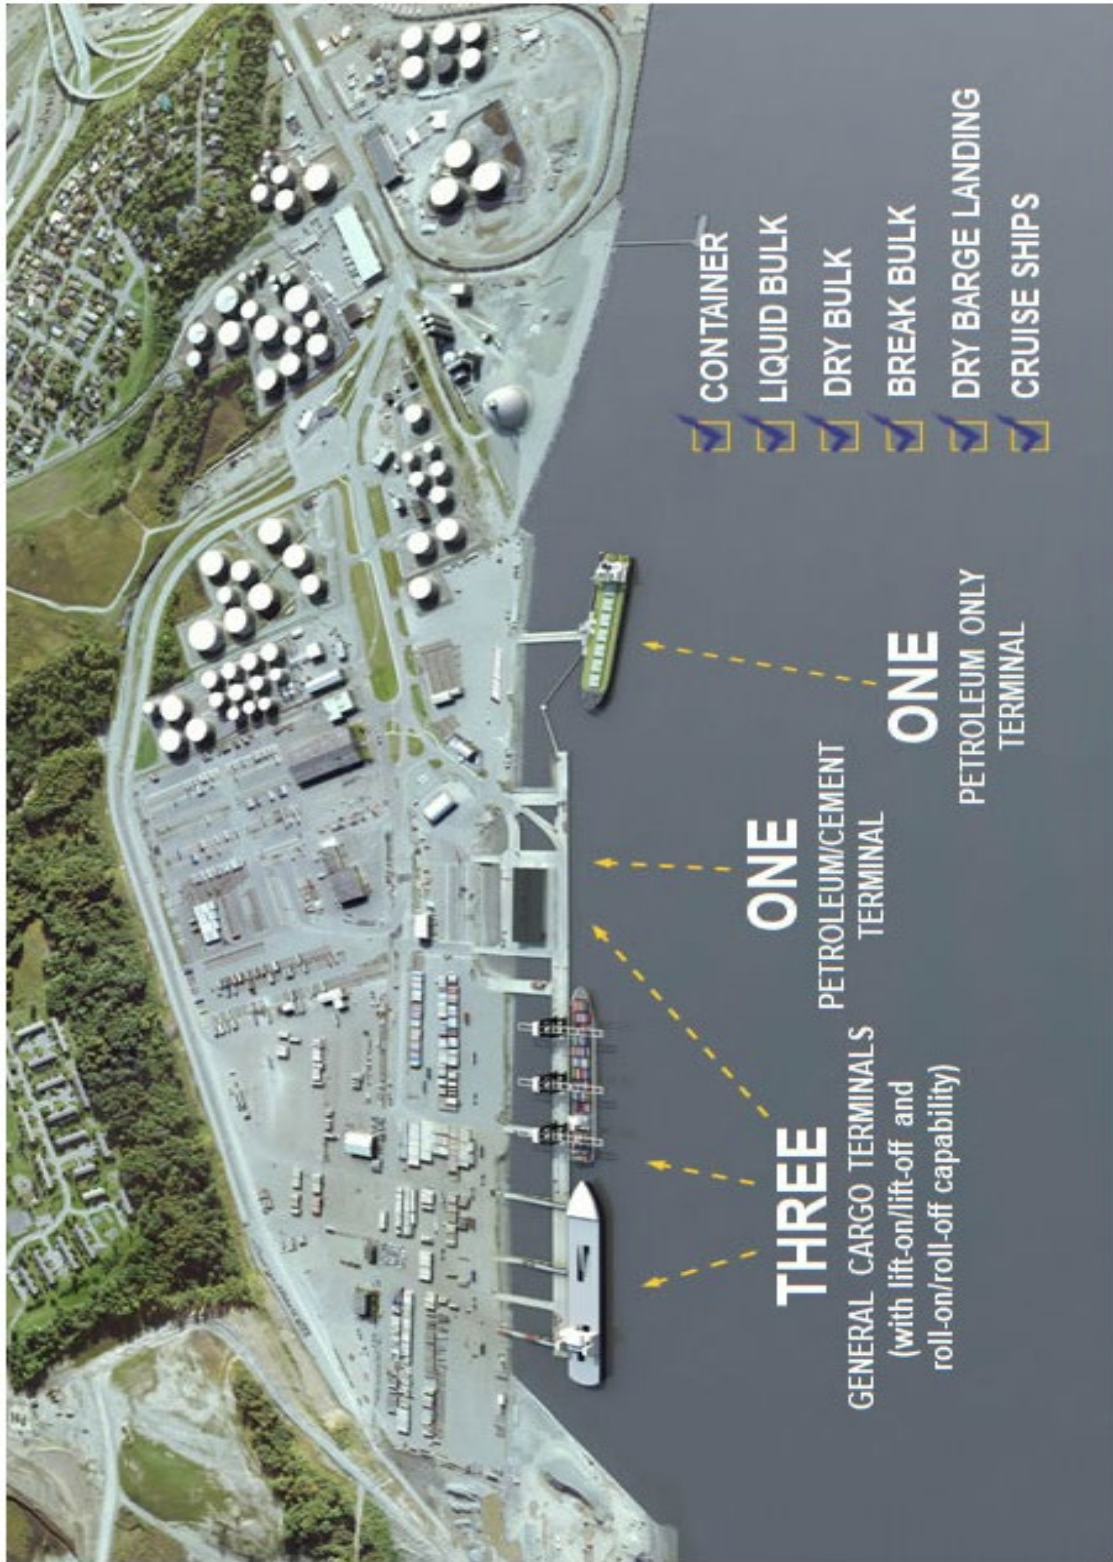 THREE
GENERAL CARGO TERMINALS
(with lift-on/lift-off and
roll-on/roll-off capability)
ONE
PETROLEUM/CEMENT
TERMINAL
ONE
PETROLEUM ONLY
TERMINAL
CONTAINER
LIQUID BULK
DRY BULK
BREAK BULK
DRY BARGE LANDING
CRUISE SHIPS